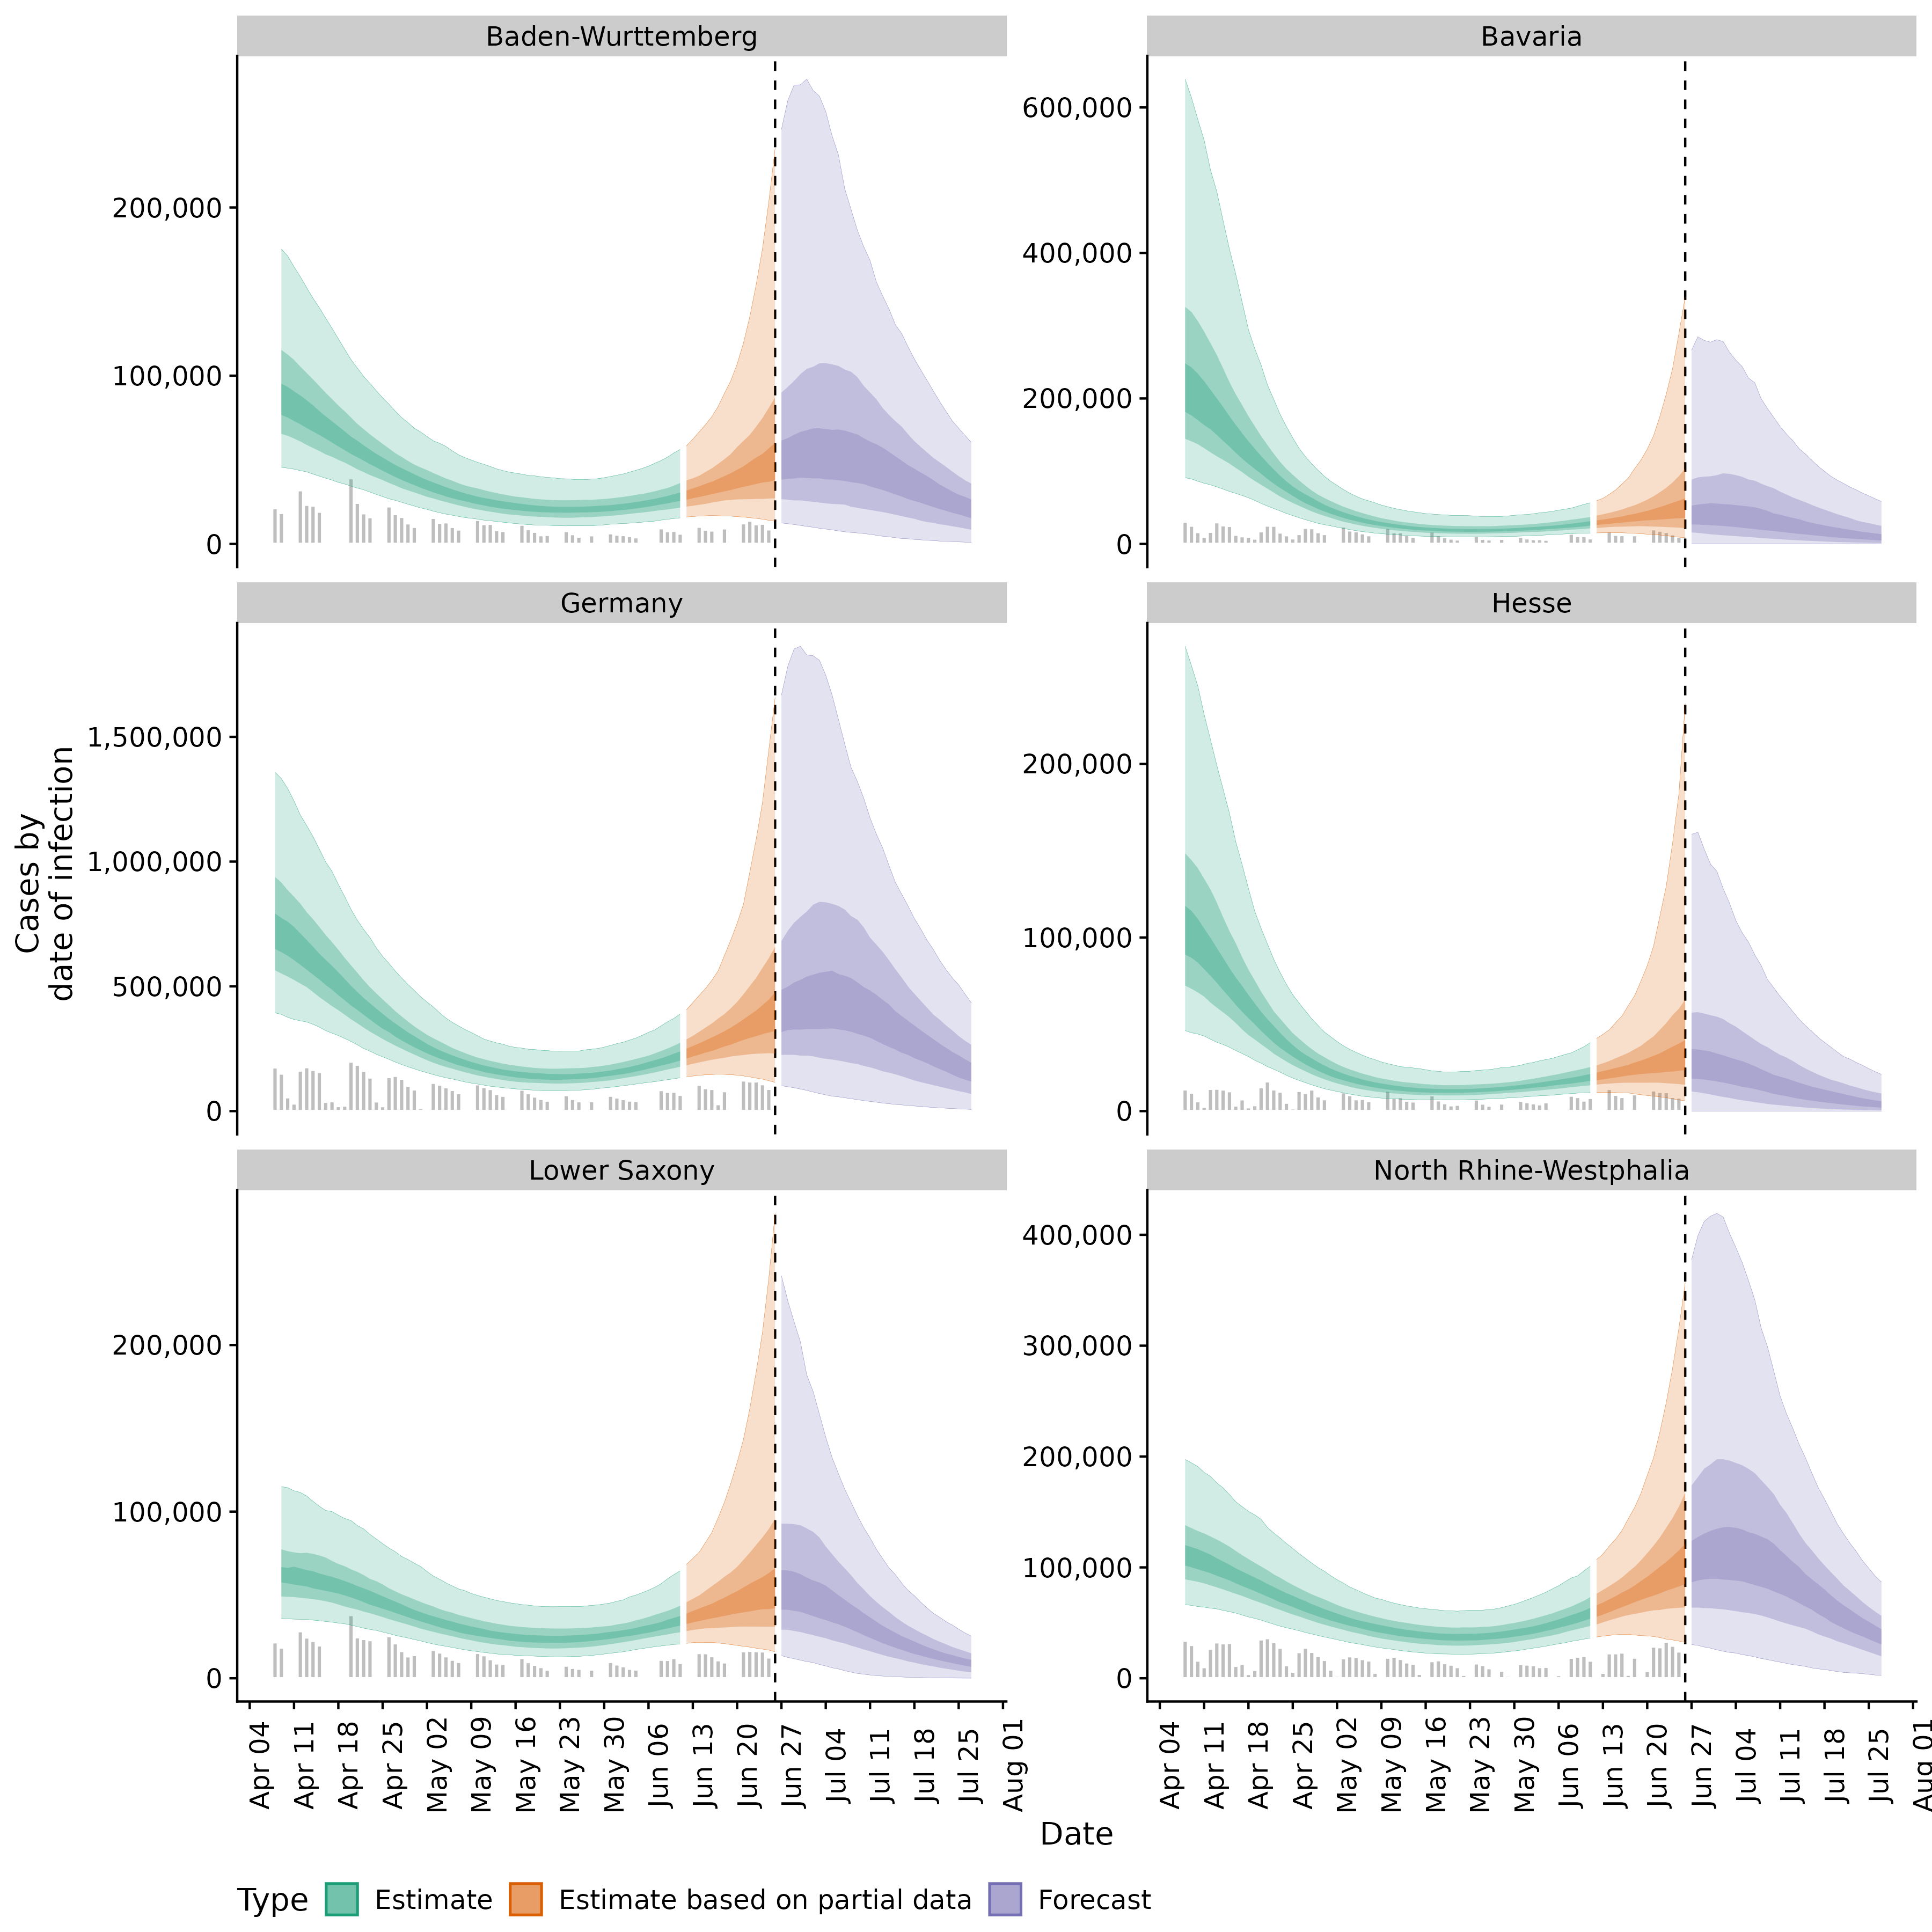 Baden-Wurttemberg
Bavaria
200,000
100,000
0
600,000
400,000
200,000
0
Germany
Hesse
Cases by
date of infection
1,500,000
1,000,000
500,000
0
200,000
100,000
0
Lower Saxony
North Rhine-Westphalia
200,000
100,000
0
400,000
300,000
200,000
100,000
0
Apr 04
Apr 11
Apr 18
Apr 25
May 02
May 09
May 16
May 23
May 30
Jun 06
Jun 13
Jun 20
Jun 27
Jul 04
Jul 11
Jul 18
Jul 25
Aug 01
Apr 04
Apr 11
Apr 18
Apr 25
May 02
May 09
May 16
May 23
May 30
Jun 06
Jun 13
Jun 20
Jun 27
Jul 04
Jul 11
Jul 18
Jul 25
Aug 01
Date
Type Estimate Estimate based on partial data Forecast